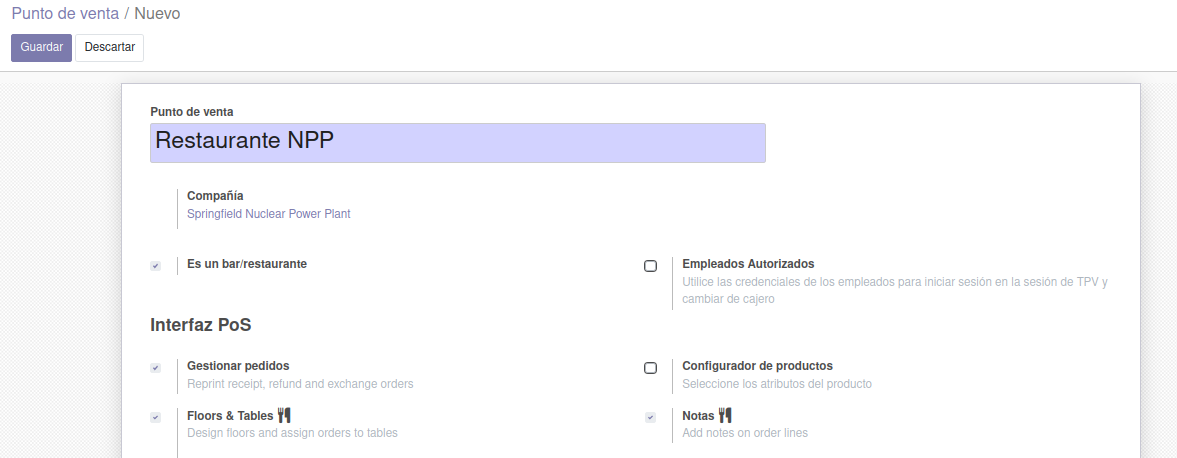 Punto de venta / Nuevo
Guardar Descartar
Punto de venta
Restaurante NPP
Compañía
Springfield Nuclear Power Plant
Es un bar/restaurante
Empleados Autorizados
Utilice las credenciales de los empleados para iniciar sesión en la sesión de TPV y
cambiar de cajero
Interfaz PoS
Gestionar pedidos
Reprint receipt, refund and exchange orders
Configurador de productos
Seleccione los atributos del producto
Floors & Tables
Design floors and assign orders to tables
Notas
Add notes on order lines